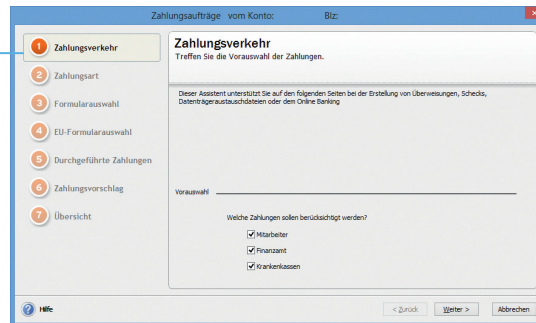 Zahlungsaufträge vom Konto: Blz:
1 Zahlungsverkehr
2 Zahlungsart
3 Formularauswahl
4 EU-Formularauswahl
5 Durchgeführte Zahlungen
6 Zahlungsvorschlag
7 Übersicht
Zahlungsverkehr
Treffen Sie die Vorauswahl der Zahlungen.
Dieser Assistent unterstützt Sie auf den folgenden Seiten bei der Erstellung von Überweisungen, Schecks,
Datenträgeraustauschdateien oder dem Online Banking
Vorauswahl
Welche Zahlungen sollen berücksichtigt werden?
Mitarbeiter
Finanzamt
Krankenkassen
? Hilfe
< Zurück Weiter > Abbrechen